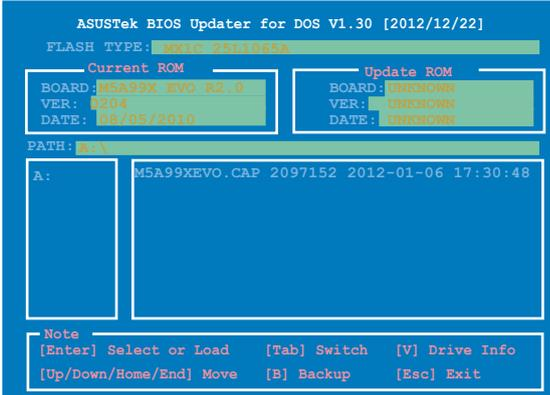 ASUSTek BIOS Updater for DOS V1.30 [2012/12/22]
FLASH TYPE: MXIC 25L1065A
Current ROM
BOARD: M5A99X EVO R2.0
VER: 0204
DATE: 08/05/2010
Update ROM
BOARD: UNKNOWN
VER: UNKNOWN
DATE: UNKNOWN
PATH: A:\
A:
M5A99XEVO.CAP 2097152 2012-01-06 17:30:48
Note
[Enter] Select or Load [Tab] Switch [V] Drive Info
[Up/Down/Home/End] Move [B] Backup [Esc] Exit